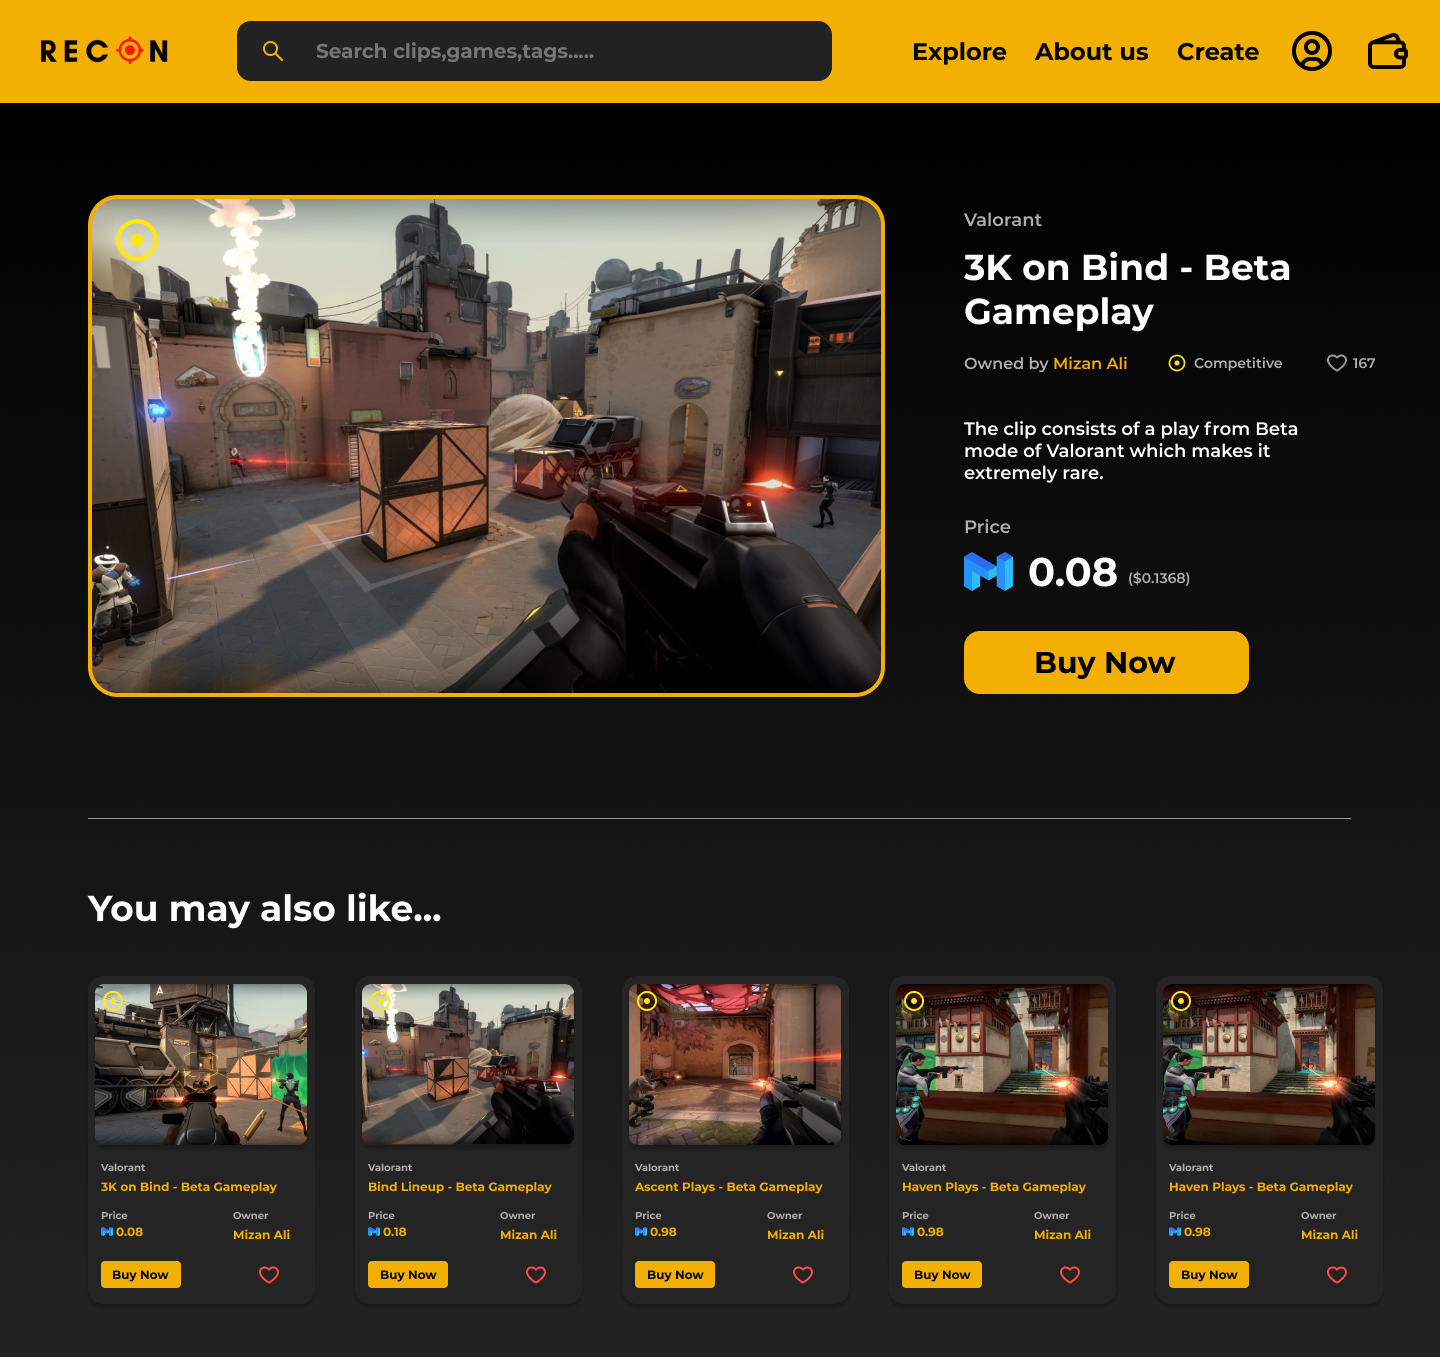 RECON
Search clips,games,tags.....
Explore
About us
Create
Valorant
3K on Bind - Beta
Gameplay
Owned by Mizan Ali
Competitive
167
The clip consists of a play from Beta
mode of Valorant which makes it
extremely rare.
Price
0.08 ($0.1368)
Buy Now
You may also like...
A
Valorant
3K on Bind - Beta Gameplay
Price
0.08
Owner
Mizan Ali
Buy Now
Valorant
Bind Lineup - Beta Gameplay
Price
0.18
Owner
Mizan Ali
Buy Now
Valorant
Ascent Plays - Beta Gameplay
Price
0.98
Owner
Mizan Ali
Buy Now
Valorant
Haven Plays - Beta Gameplay
Price
0.98
Owner
Mizan Ali
Buy Now
Valorant
Haven Plays - Beta Gameplay
Price
0.98
Owner
Mizan Ali
Buy Now